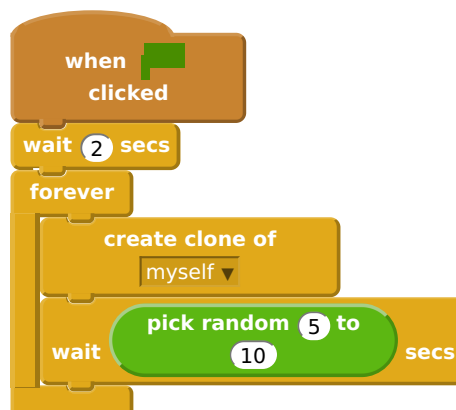 when
clicked
wait 2 secs
forever
create clone of
myself ▼
pick random 5 to
wait 10 secs